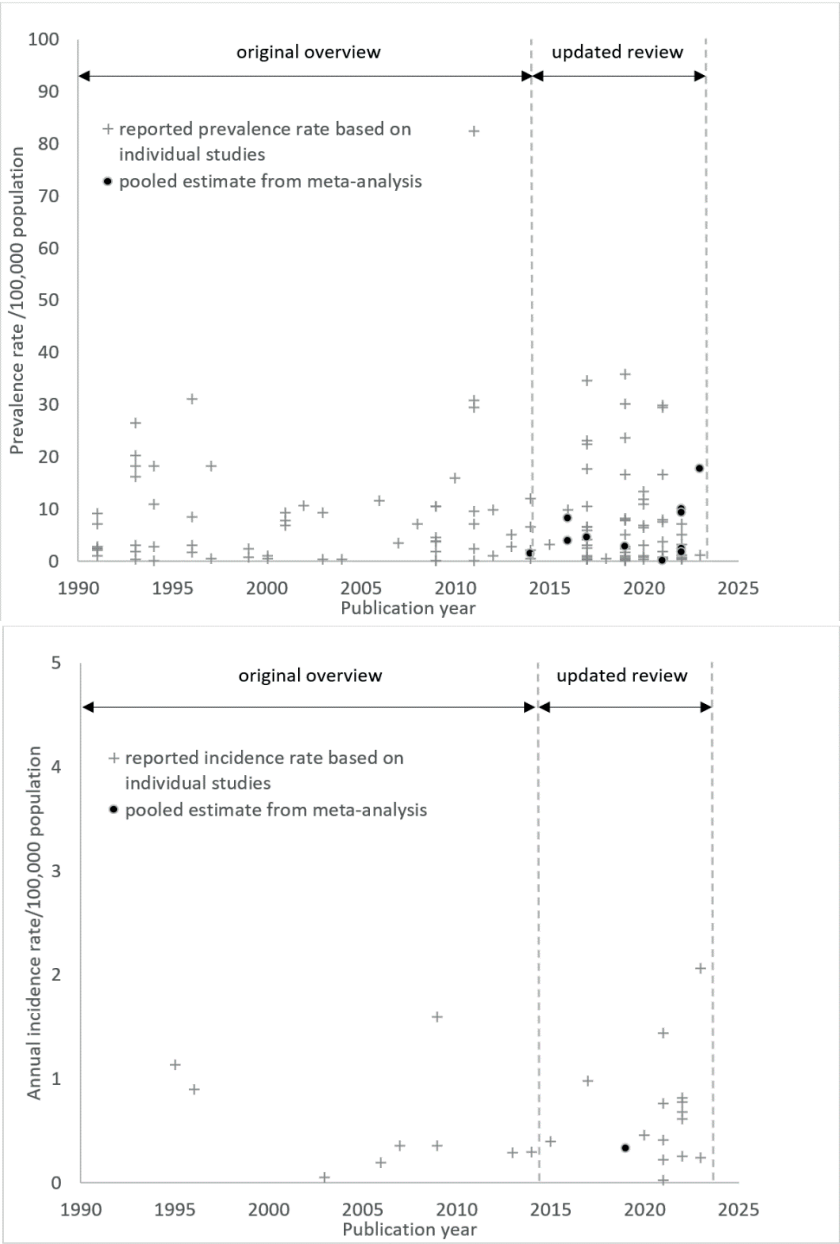 100
original overview
updated review
90
+ reported prevalence rate based on
individual studies
80
● pooled estimate from meta-analysis
70
60
50
40
30
20
10
0
Prevalence rate /100,000 population
1990 1995 2000 2005 2010 2015 2020 2025
Publication year
5
original overview
updated review
+ reported incidence rate based on
individual studies
4
● pooled estimate from meta-analysis
3
2
1
0
Annual incidence rate/100,000 population
1990 1995 2000 2005 2010 2015 2020 2025
Publication year